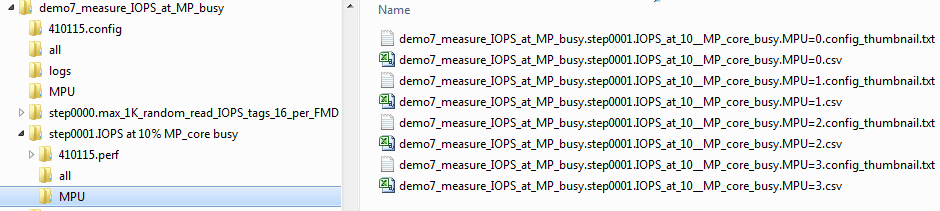 demo7_measure_IOPS_at_MP_busy
410115.config
all
logs
MPU
step0000.max_1K_random_read_IOPS_tags_16_per_FMD
step0001.IOPS at 10% MP_core busy
410115.perf
all
MPU
Name
demo7_measure_IOPS_at_MP_busy.step0001.IOPS_at_10__MP_core_busy.MPU=0.config_thumbnail.txt
demo7_measure_IOPS_at_MP_busy.step0001.IOPS_at_10__MP_core_busy.MPU=0.csv
demo7_measure_IOPS_at_MP_busy.step0001.IOPS_at_10__MP_core_busy.MPU=1.config_thumbnail.txt
demo7_measure_IOPS_at_MP_busy.step0001.IOPS_at_10__MP_core_busy.MPU=1.csv
demo7_measure_IOPS_at_MP_busy.step0001.IOPS_at_10__MP_core_busy.MPU=2.config_thumbnail.txt
demo7_measure_IOPS_at_MP_busy.step0001.IOPS_at_10__MP_core_busy.MPU=2.csv
demo7_measure_IOPS_at_MP_busy.step0001.IOPS_at_10__MP_core_busy.MPU=3.config_thumbnail.txt
demo7_measure_IOPS_at_MP_busy.step0001.IOPS_at_10__MP_core_busy.MPU=3.csv